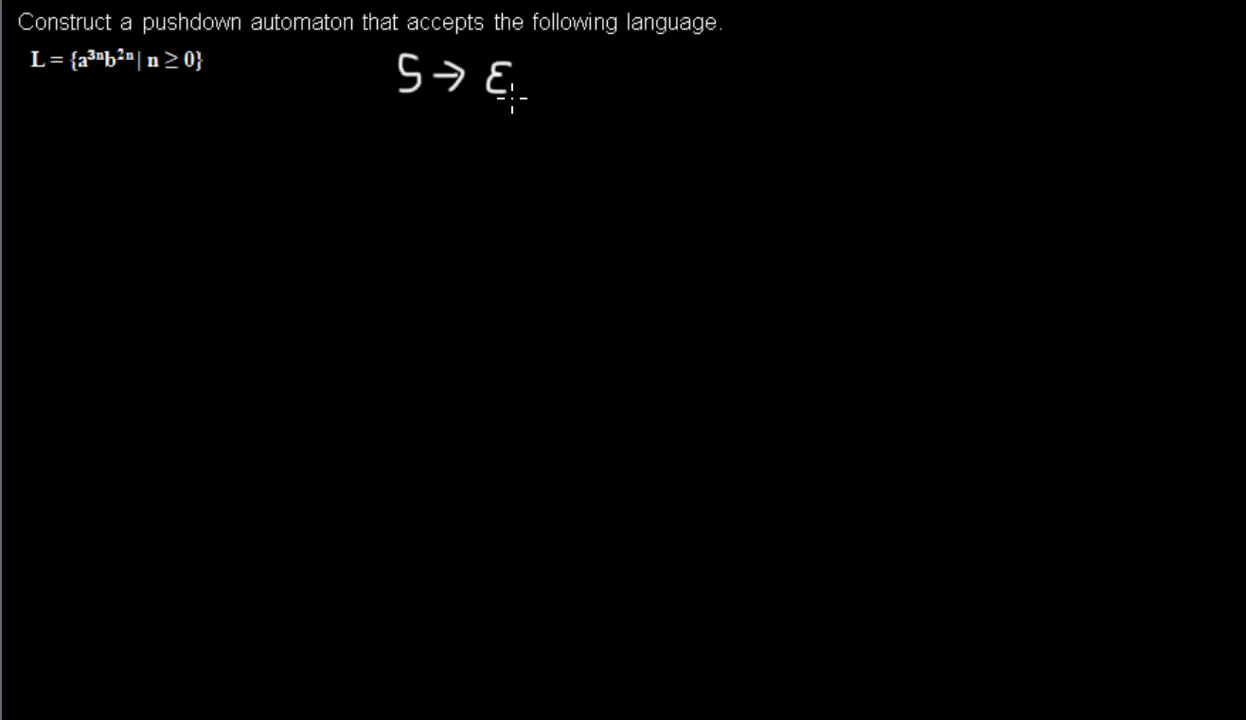 Construct a pushdown automaton that accepts the following language.
L = {a³ⁿb²ⁿ | n ≥ 0}
S → ε